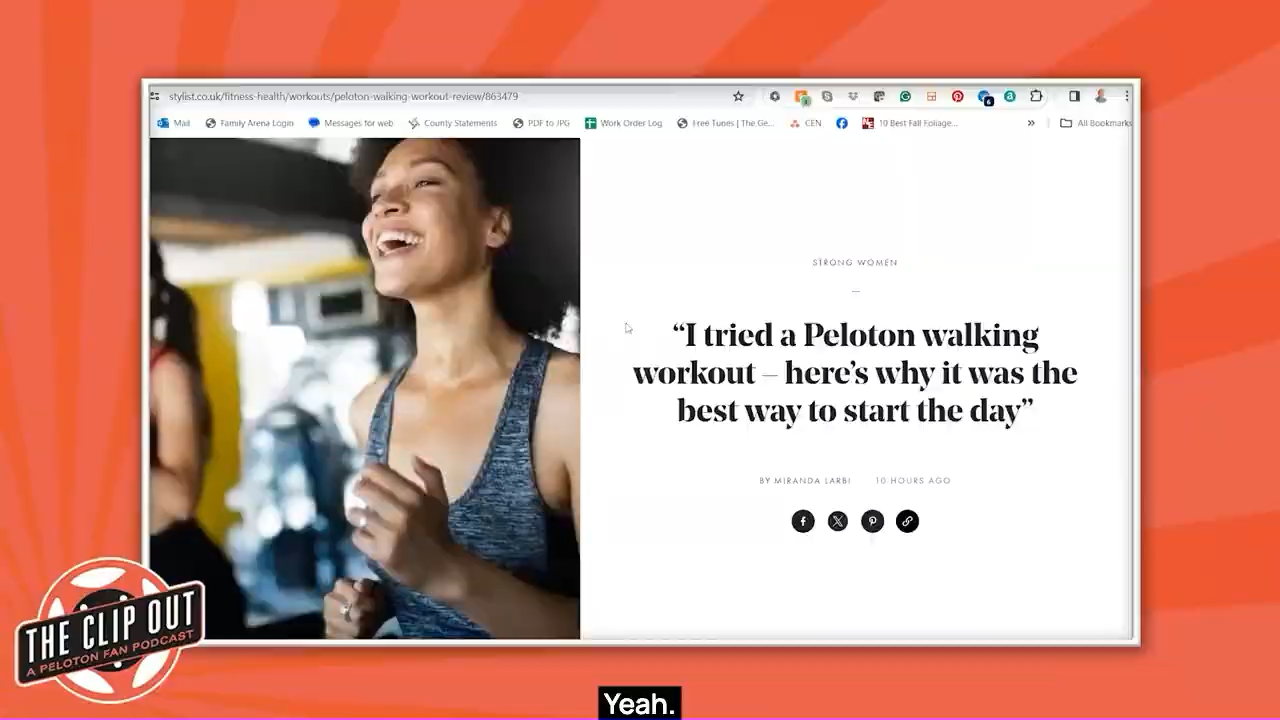 stylist.co.uk/fitness-health/workouts/peloton-walking-workout-review/863479
Mail Family Arena Login Messages for web County Statements PDF to JPG Work Order Log Free Tunes | The Ge... CEN 10 Best Fall Foliage... » All Bookmarks
STRONG WOMEN
“I tried a Peloton walking
workout – here’s why it was the
best way to start the day”
BY MIRANDA LARBI 10 HOURS AGO
THE CLIP OUT
A PELOTON FAN PODCAST
Yeah.